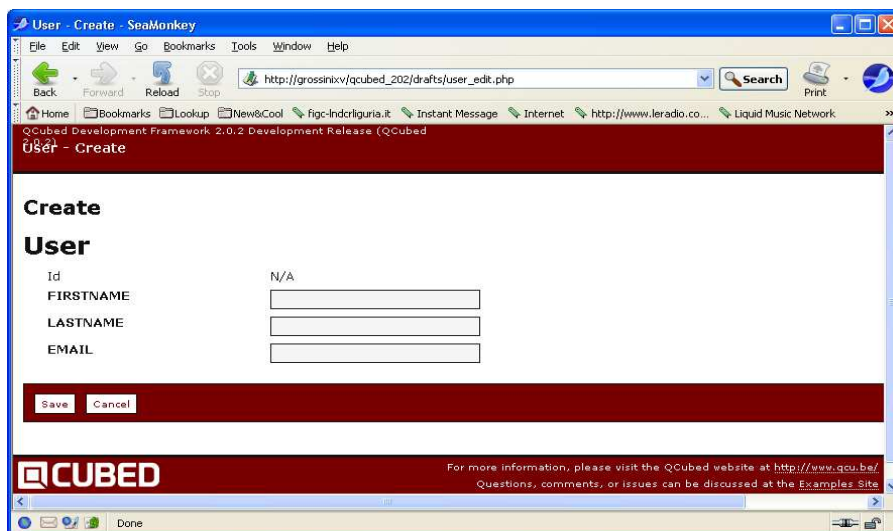 User - Create - SeaMonkey
File Edit View Go Bookmarks Tools Window Help
http://grossinixv/qcubed_202/drafts/user_edit.php
Search
Back Forward Reload Stop
Print
Home Bookmarks Lookup New&Cool figc-lndcrliguria.it Instant Message Internet http://www.leradio.co... Liquid Music Network
QCubed Development Framework 2.0.2 Development Release (QCubed
2.0.2)
User - Create
Create
User
Id N/A
FIRSTNAME
LASTNAME
EMAIL
Save Cancel
QCUBED
For more information, please visit the QCubed website at http://www.qcu.be/
Questions, comments, or issues can be discussed at the Examples Site
Done